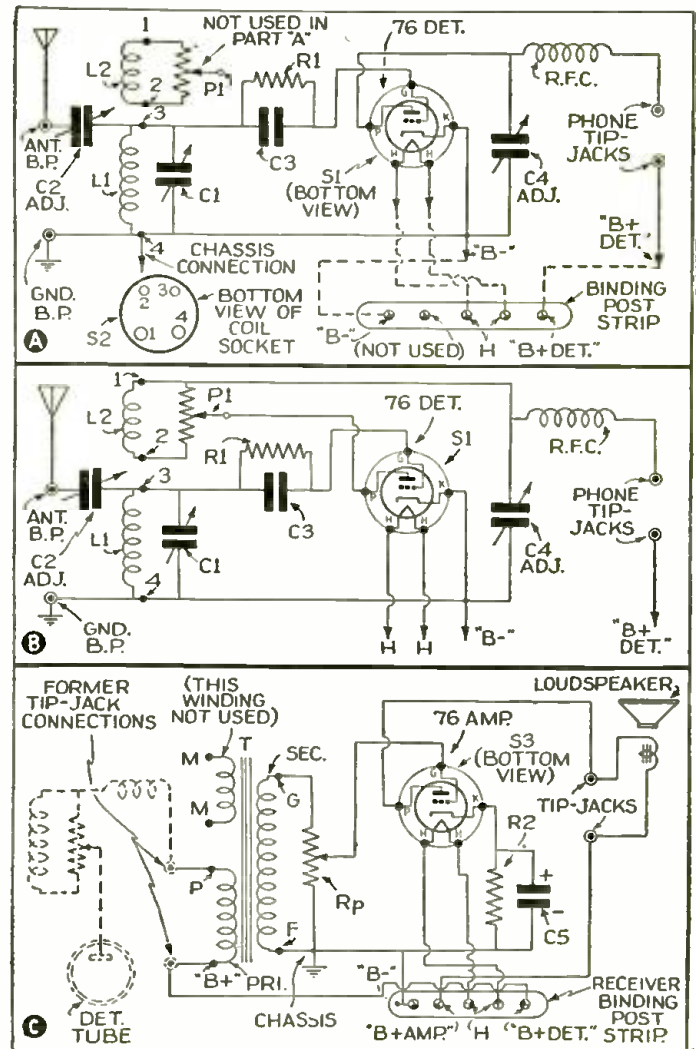 1
NOT USED IN
PART "A"
76 DET.
R1
L2
P1
R.F.C.
2
3
G
P
K
H
H
ANT.
B.P.
C2
ADJ.
L1
C1
C3
S1
(BOTTOM
VIEW)
C4
ADJ.
PHONE
TIP-
JACKS
"B-"
"B+
DET."
4
CHASSIS
CONNECTION
GND.
B.P.
2
3
1
4
S2
BOTTOM
VIEW OF
COIL
SOCKET
BINDING
POST
STRIP
"B-"
(NOT USED)
H
"B+DET."
A
1
P1
76 DET.
L2
S1
R1
2
3
G
P
K
H
H
R.F.C.
ANT.
B.P.
C2
ADJ.
L1
C1
C3
C4
ADJ.
PHONE
TIP-
JACKS
4
GND.
B.P.
H
H
"B-"
"B+
DET."
B
FORMER
TIP-JACK
CONNECTIONS
(THIS
WINDING
NOT USED)
LOUDSPEAKER
76 AMP.
S3
(BOTTOM
VIEW)
M
T
SEC.
G
M
G
P
K
H
H
TIP-JACKS
R2
P
Rp
+
-
C5
F
"B+"
PRI.
CHASSIS
"B-"
DET.
TUBE
RECEIVER
BINDING
POST
STRIP.
"B+AMP."
H
"B+DET."
C